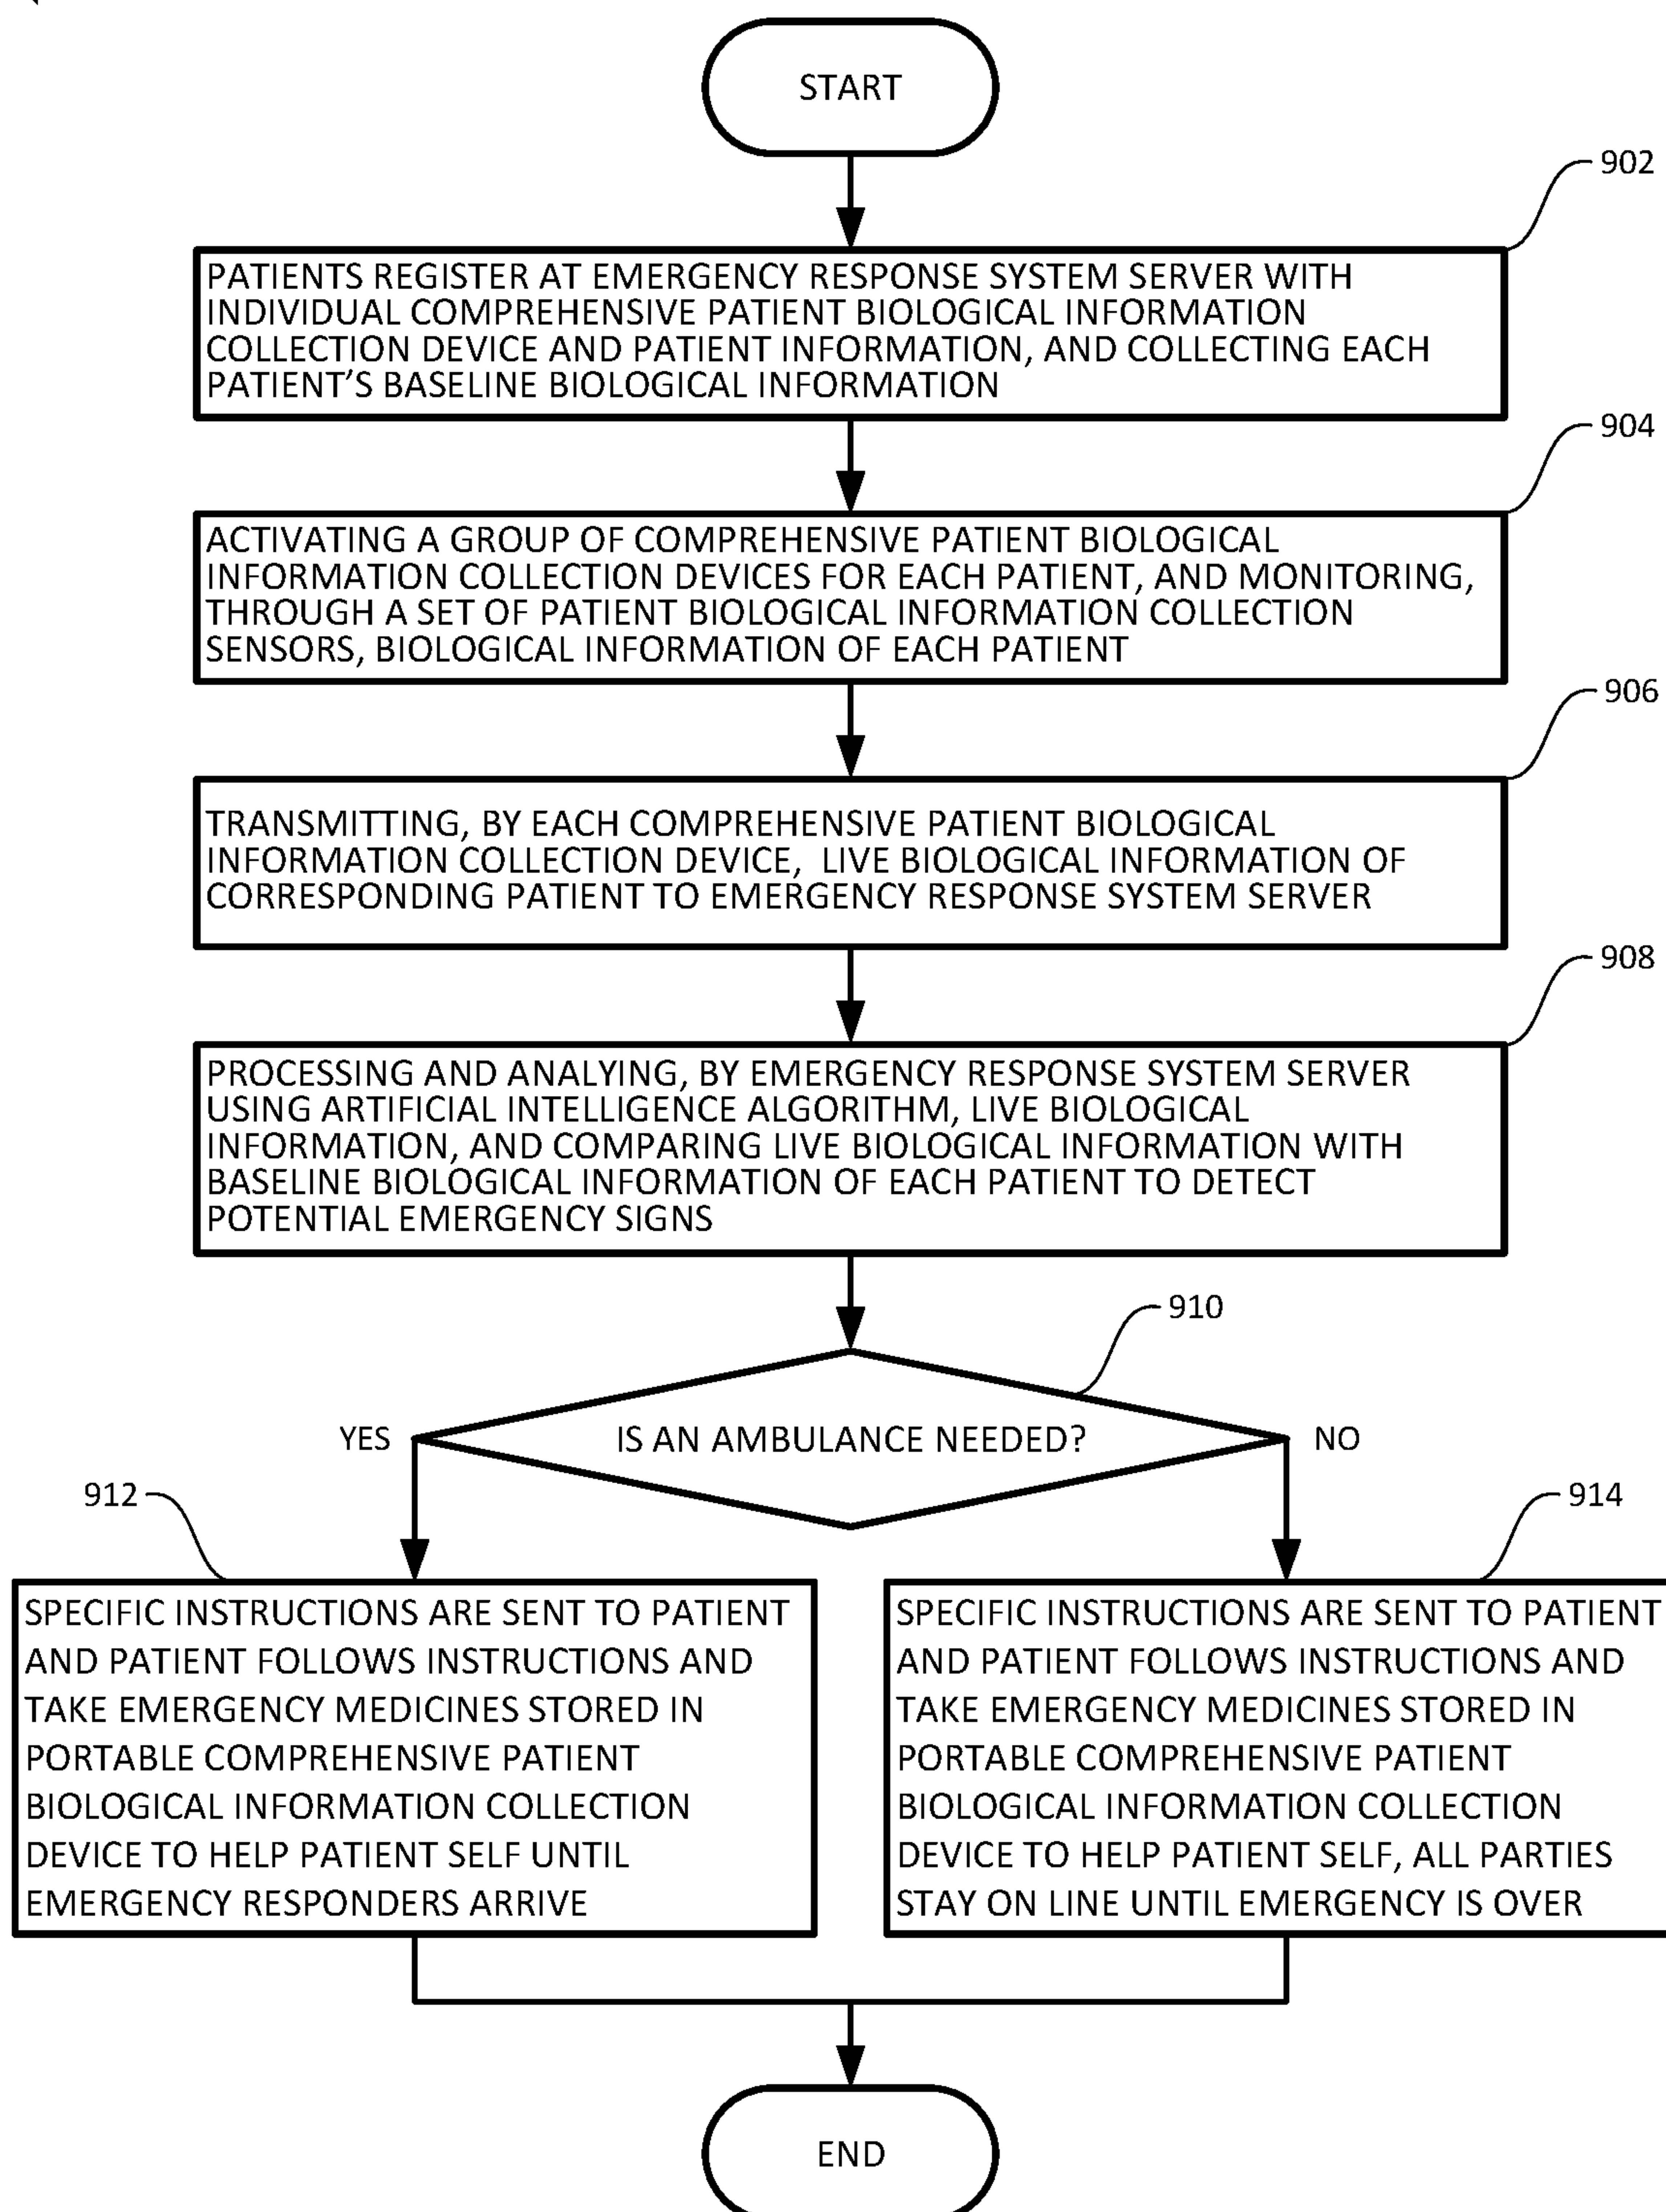 START
902
PATIENTS REGISTER AT EMERGENCY RESPONSE SYSTEM SERVER WITH
INDIVIDUAL COMPREHENSIVE PATIENT BIOLOGICAL INFORMATION
COLLECTION DEVICE AND PATIENT INFORMATION, AND COLLECTING EACH
PATIENT’S BASELINE BIOLOGICAL INFORMATION
904
ACTIVATING A GROUP OF COMPREHENSIVE PATIENT BIOLOGICAL
INFORMATION COLLECTION DEVICES FOR EACH PATIENT, AND MONITORING,
THROUGH A SET OF PATIENT BIOLOGICAL INFORMATION COLLECTION
SENSORS, BIOLOGICAL INFORMATION OF EACH PATIENT
906
TRANSMITTING, BY EACH COMPREHENSIVE PATIENT BIOLOGICAL
INFORMATION COLLECTION DEVICE, LIVE BIOLOGICAL INFORMATION OF
CORRESPONDING PATIENT TO EMERGENCY RESPONSE SYSTEM SERVER
908
PROCESSING AND ANALYING, BY EMERGENCY RESPONSE SYSTEM SERVER
USING ARTIFICIAL INTELLIGENCE ALGORITHM, LIVE BIOLOGICAL
INFORMATION, AND COMPARING LIVE BIOLOGICAL INFORMATION WITH
BASELINE BIOLOGICAL INFORMATION OF EACH PATIENT TO DETECT
POTENTIAL EMERGENCY SIGNS
910
YES
IS AN AMBULANCE NEEDED?
NO
912
SPECIFIC INSTRUCTIONS ARE SENT TO PATIENT
AND PATIENT FOLLOWS INSTRUCTIONS AND
TAKE EMERGENCY MEDICINES STORED IN
PORTABLE COMPREHENSIVE PATIENT
BIOLOGICAL INFORMATION COLLECTION
DEVICE TO HELP PATIENT SELF UNTIL
EMERGENCY RESPONDERS ARRIVE
914
SPECIFIC INSTRUCTIONS ARE SENT TO PATIENT
AND PATIENT FOLLOWS INSTRUCTIONS AND
TAKE EMERGENCY MEDICINES STORED IN
PORTABLE COMPREHENSIVE PATIENT
BIOLOGICAL INFORMATION COLLECTION
DEVICE TO HELP PATIENT SELF, ALL PARTIES
STAY ON LINE UNTIL EMERGENCY IS OVER
END